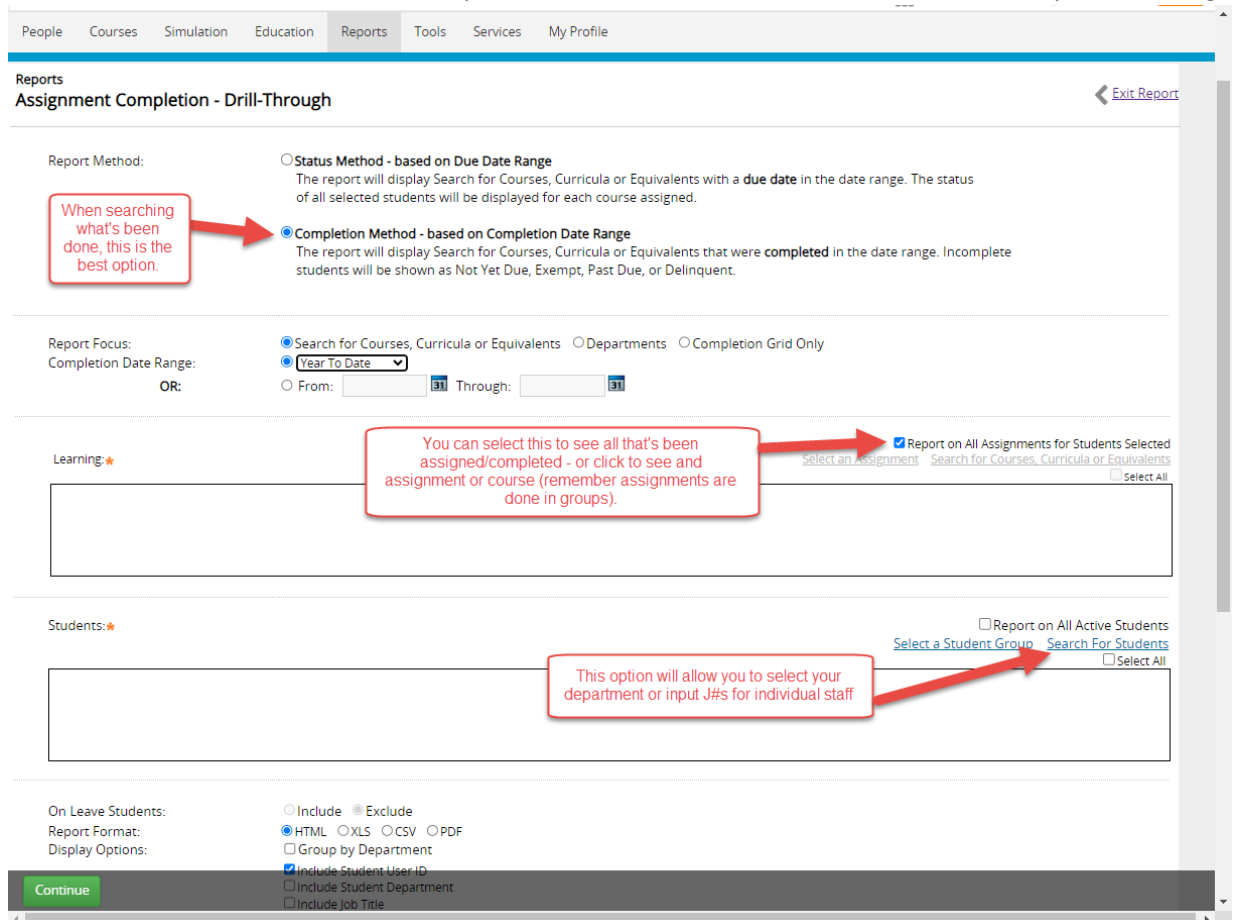 People Courses Simulation Education Reports Tools Services My Profile
Reports
Assignment Completion - Drill-Through
Exit Report
Report Method:
Status Method - based on Due Date Range
The report will display Search for Courses, Curricula or Equivalents with a due date in the date range. The status
of all selected students will be displayed for each course assigned.
When searching
what's been
done, this is the
best option.
Completion Method - based on Completion Date Range
The report will display Search for Courses, Curricula or Equivalents that were completed in the date range. Incomplete
students will be shown as Not Yet Due, Exempt, Past Due, or Delinquent.
Report Focus:
Search for Courses, Curricula or Equivalents Departments Completion Grid Only
Completion Date Range:
Year To Date
OR:
From: 31 Through: 31
Learning:*
You can select this to see all that's been
assigned/completed - or click to see and
assignment or course (remember assignments are
done in groups).
Report on All Assignments for Students Selected
Select an Assignment Search for Courses, Curricula or Equivalents
Select All
Students:*
Report on All Active Students
Select a Student Group Search For Students
Select All
This option will allow you to select your
department or input J#s for individual staff
On Leave Students: Include Exclude
Report Format: HTML XLS CSV PDF
Display Options: Group by Department
Include Student User ID
Include Student Department
Include Job Title
Continue